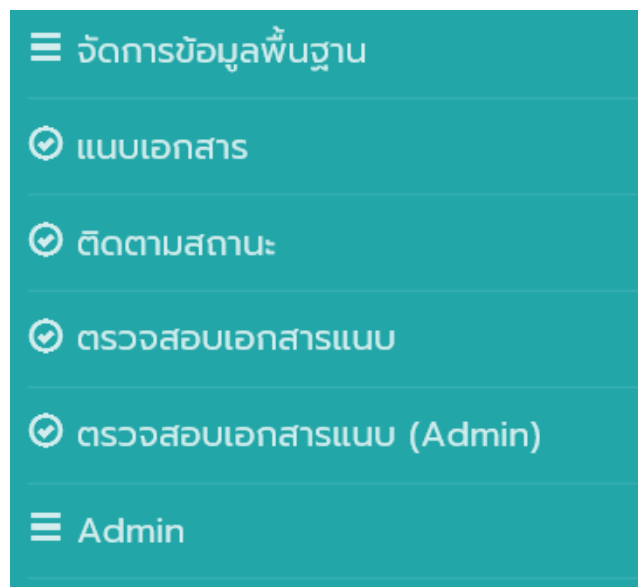 จัดการข้อมูลพื้นฐาน
แนบเอกสาร
ติดตามสถานะ
ตรวจสอบเอกสารแนบ
ตรวจสอบเอกสารแนบ (Admin)
Admin